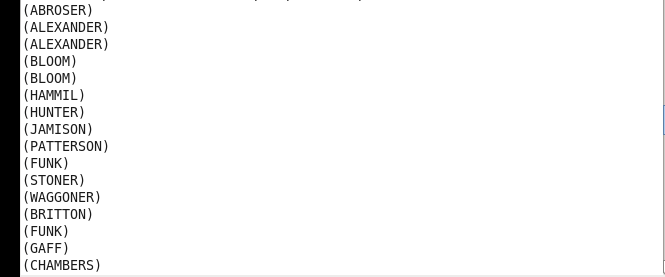 (ABROSER)
(ALEXANDER)
(ALEXANDER)
(BLOOM)
(BLOOM)
(HAMMIL)
(HUNTER)
(JAMISON)
(PATTERSON)
(FUNK)
(STONER)
(WAGGONER)
(BRITTON)
(FUNK)
(GAFF)
(CHAMBERS)